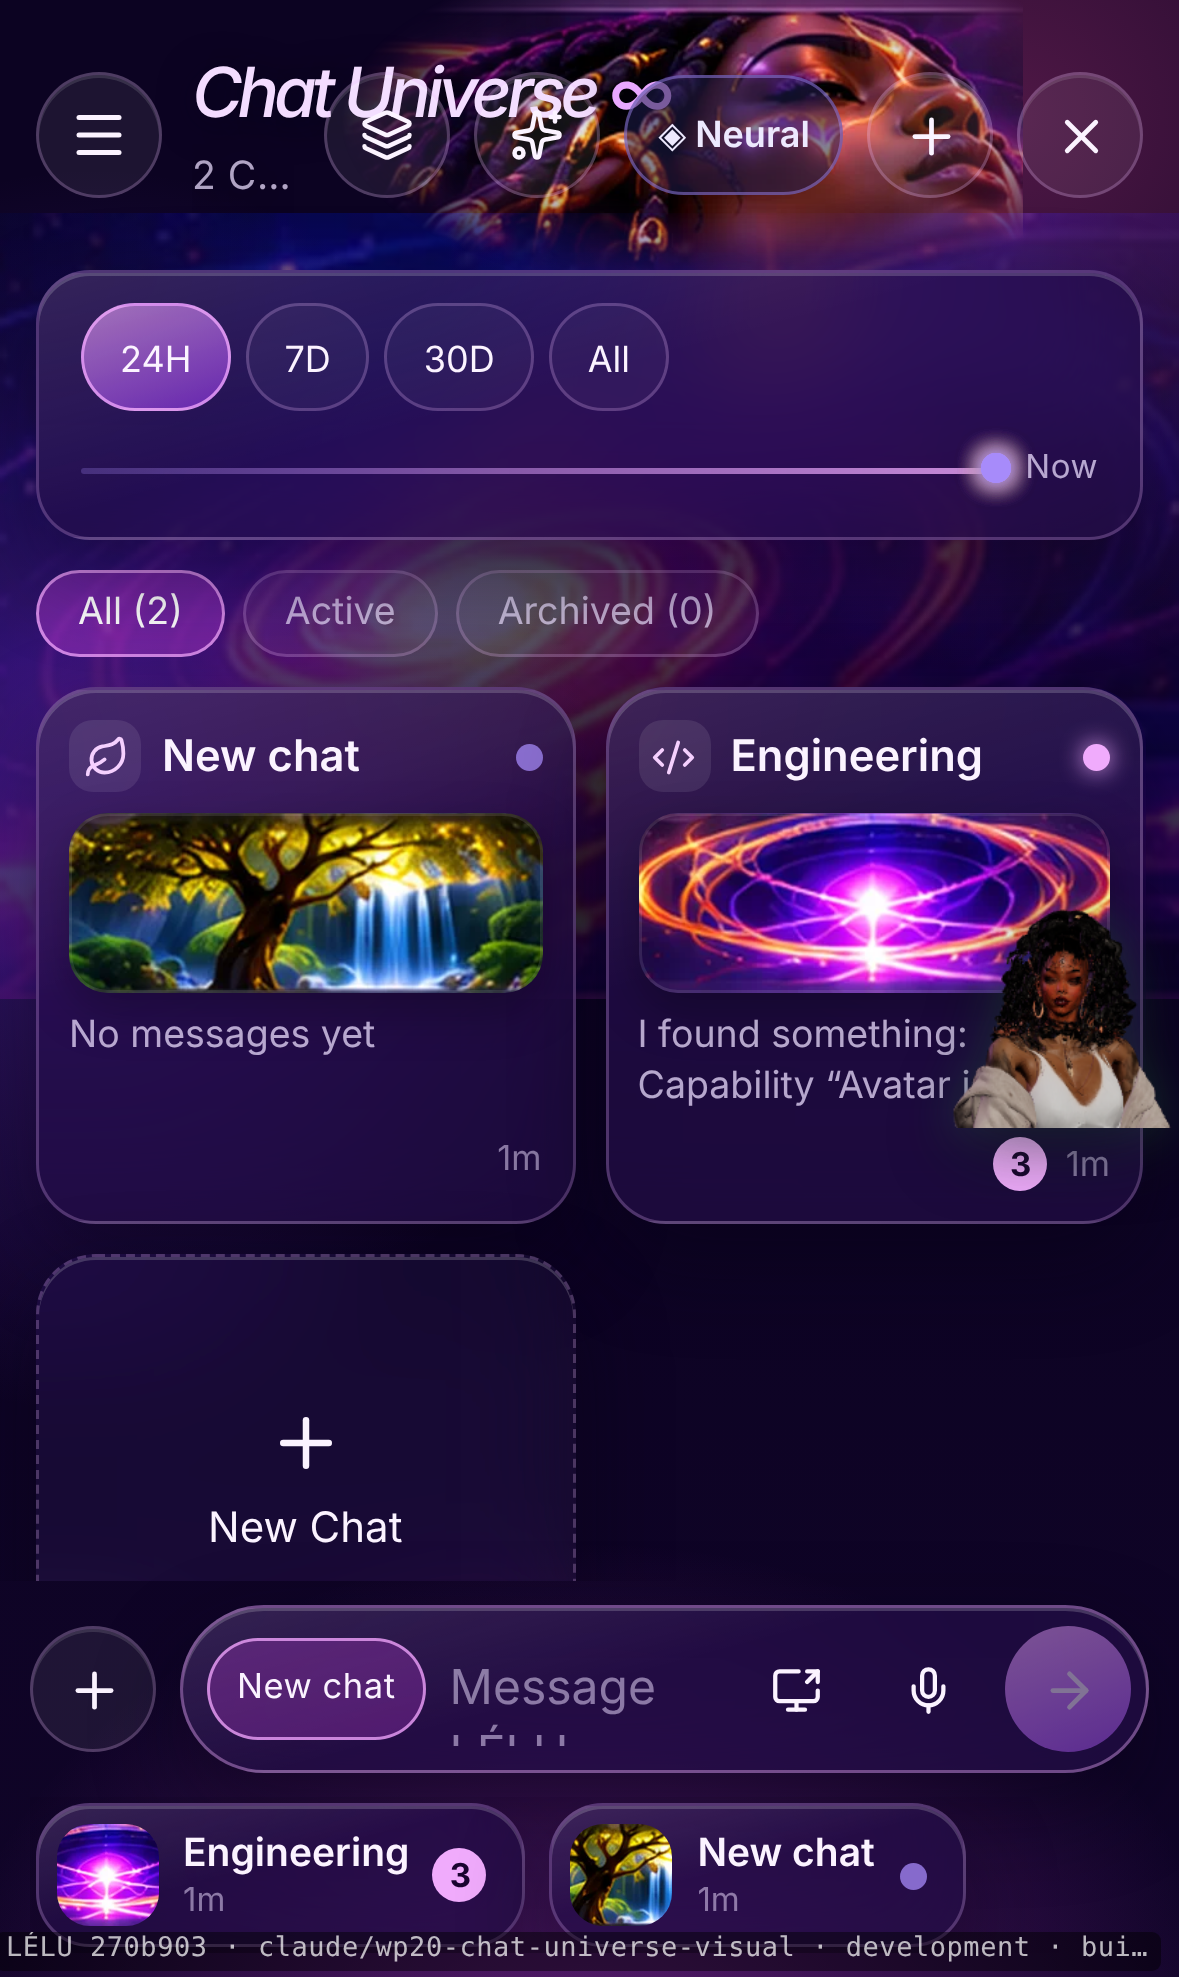 Chat Universe ∞
2 C...
◈ Neural
24H 7D 30D All
Now
All (2) Active Archived (0)
New chat
No messages yet
1m
Engineering
I found something:
Capability “Avatar
3 1m
New Chat
New chat
Message
LÉLU
Engineering
1m
3
New chat
1m
LÉLU 270b903 · claude/wp20-chat-universe-visual · development · bui…